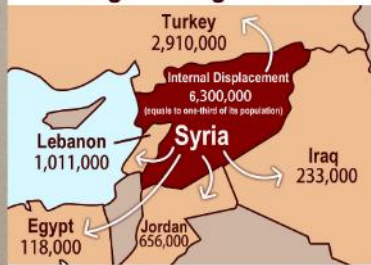 Turkey
2,910,000
Internal Displacement
6,300,000
(equals to one-third of its population)
Syria
Lebanon
1,011,000
Iraq
233,000
Egypt
118,000
Jordan
656,000